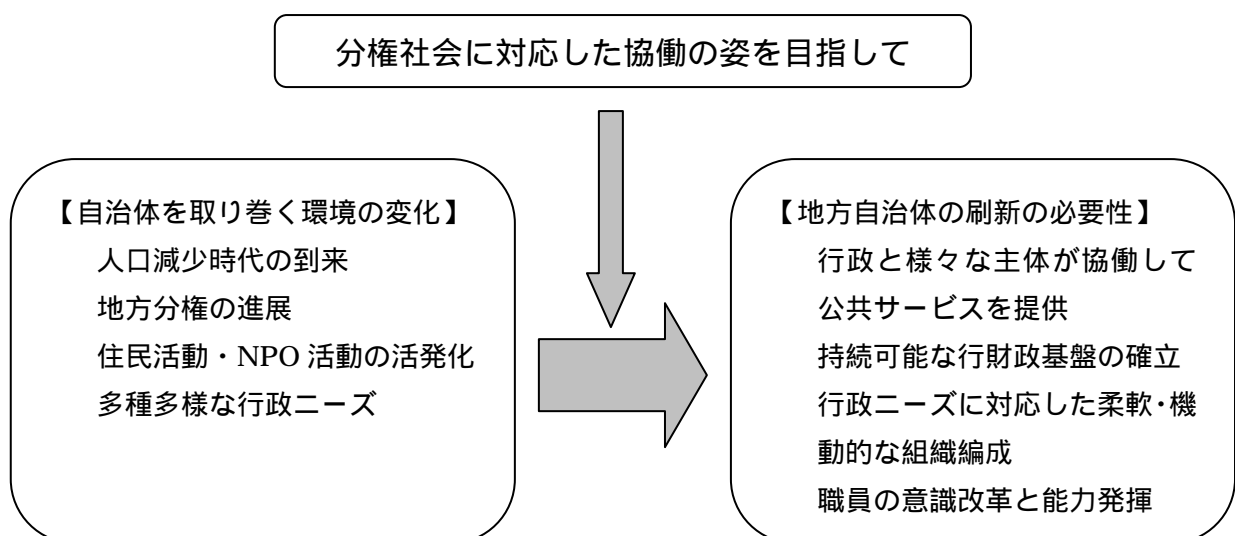 分権社会に対応した協働の姿を目指して
【自治体を取り巻く環境の変化】
人口減少時代の到来
地方分権の進展
住民活動・NPO 活動の活発化
多種多様な行政ニーズ
【地方自治体の刷新の必要性】
行政と様々な主体が協働して
公共サービスを提供
持続可能な行財政基盤の確立
行政ニーズに対応した柔軟・機
動的な組織編成
職員の意識改革と能力発揮